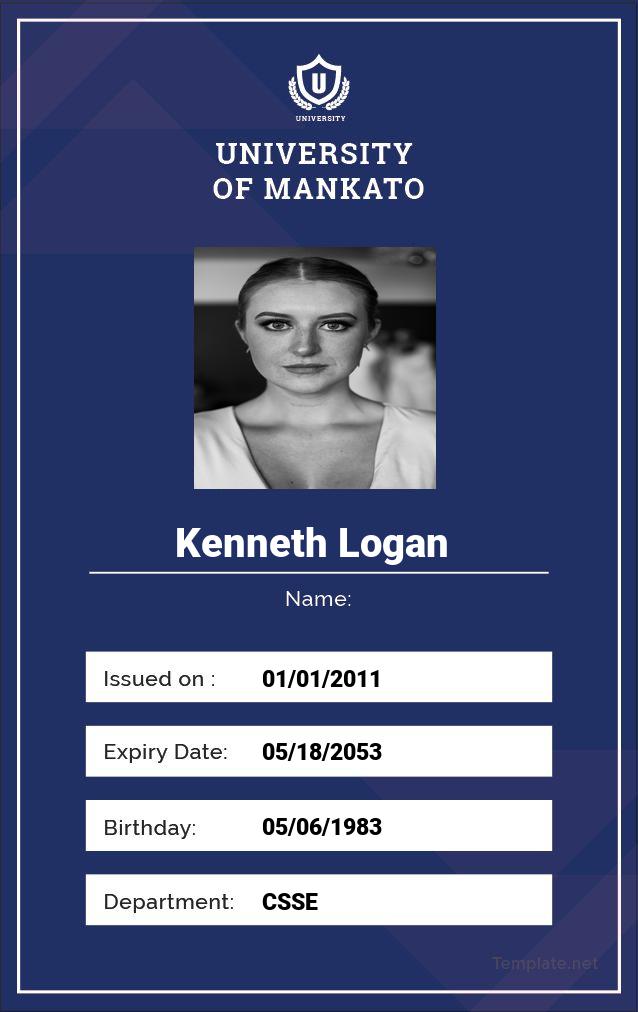 U
UNIVERSITY
UNIVERSITY
OF MANKATO
Kenneth Logan
Name:
Issued on : 01/01/2011
Expiry Date: 05/18/2053
Birthday: 05/06/1983
Department: CSSE
Template.net